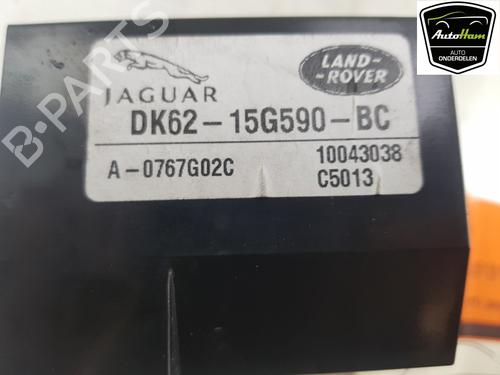 AutoHam
AUTO
ONDERDELEN
JAGUAR
LAND-
-ROVER
DK62-15G590-BC
A-0767G02C
10043038
C5013
B-PARTS